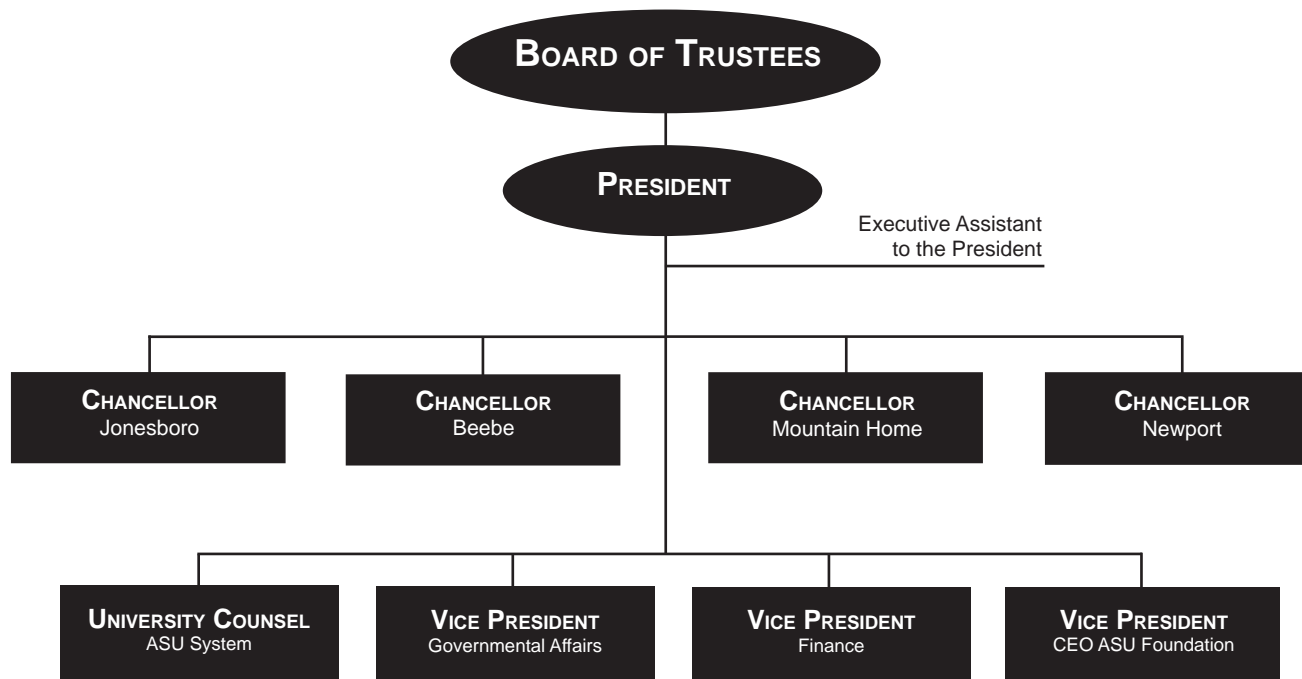 BOARD OF TRUSTEES
PRESIDENT
Executive Assistant
to the President
CHANCELLOR
Jonesboro
CHANCELLOR
Beebe
CHANCELLOR
Mountain Home
CHANCELLOR
Newport
UNIVERSITY COUNSEL
ASU System
VICE PRESIDENT
Governmental Affairs
VICE PRESIDENT
Finance
VICE PRESIDENT
CEO ASU Foundation